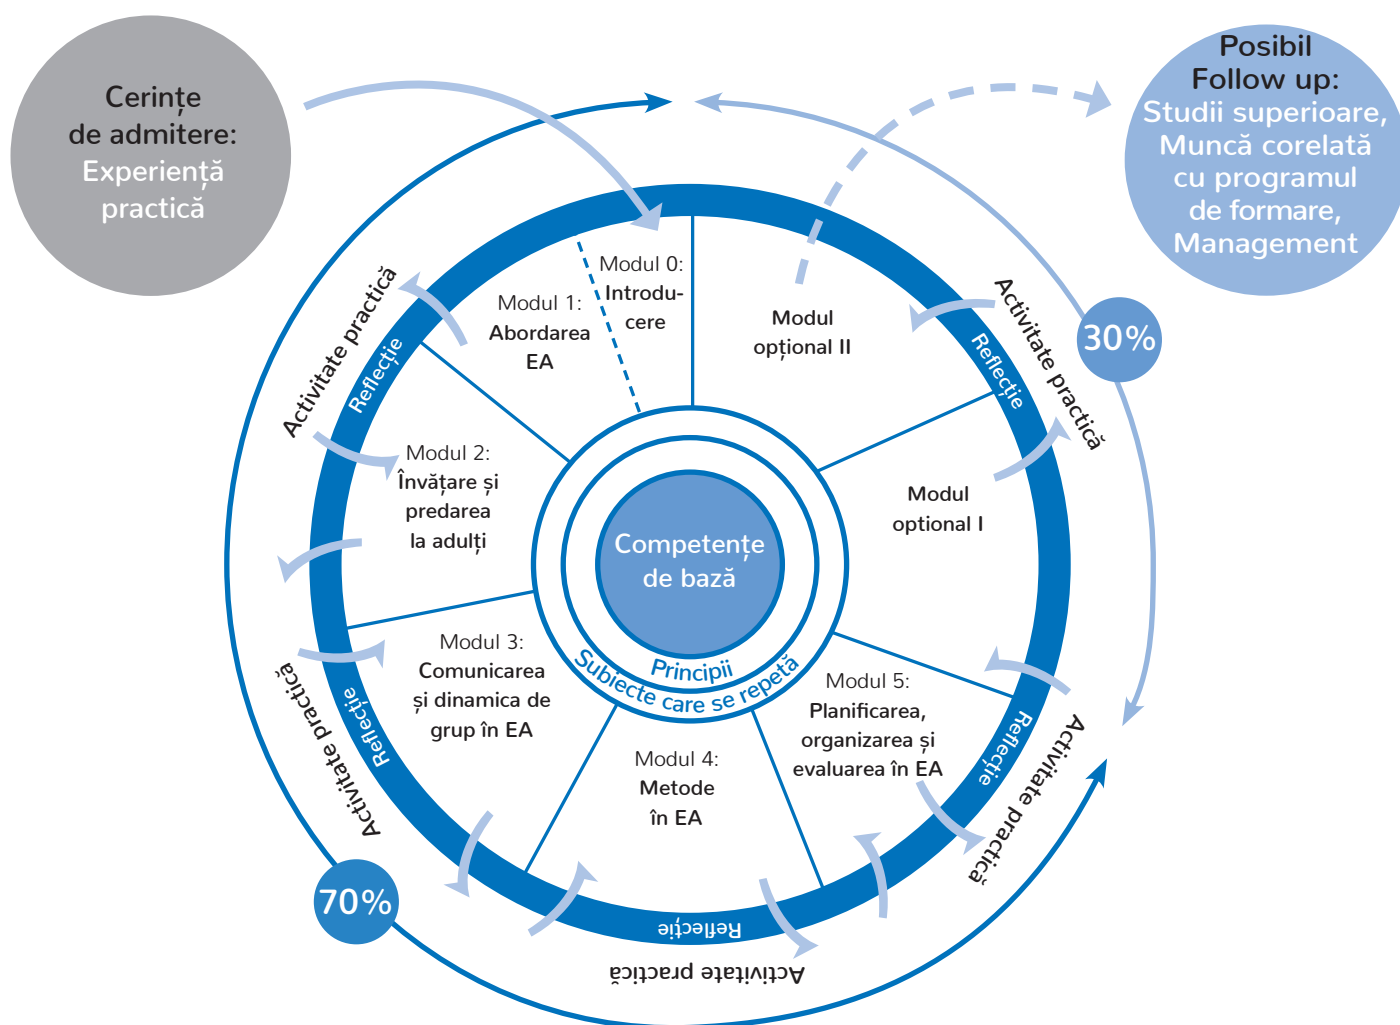 Cerințe
de admitere:
Experiență
practică
Posibil
Follow up:
Studii superioare,
Muncă corelată
cu programul
de formare,
Management
Modul 0:
Introdu-
cere
Modul 1:
Abordarea
EA
Modul
opțional II
Activitate practică
Reflecție
Activitate practică
Reflecție
30%
Modul 2:
Învățare și
predarea
la adulți
Modul
optional I
Competențe
de bază
Principii
Subiecte care se repetă
Modul 3:
Comunicarea
și dinamica de
grup în EA
Modul 5:
Planificarea,
organizarea și
evaluarea în EA
Modul 4:
Metode
în EA
Activitate practică
Reflecție
Reflecție
Activitate practică
70%
Reflecție
Activitate practică